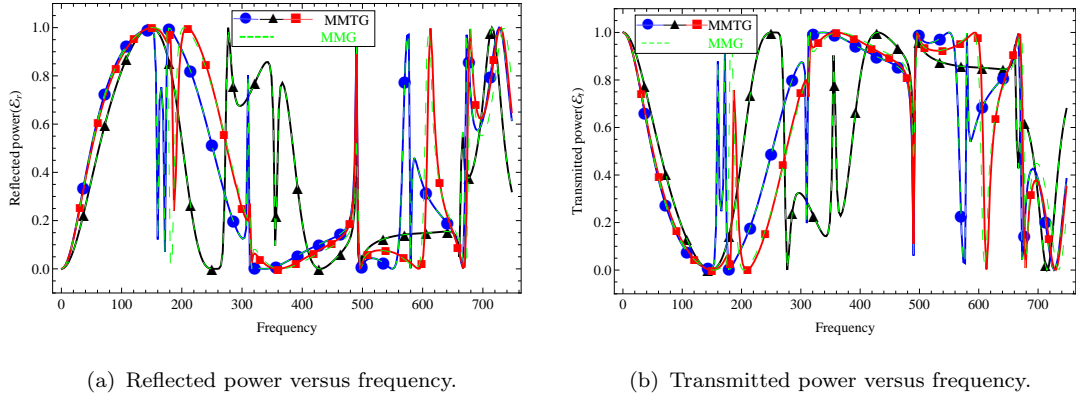 MMTG
MMG
Reflected power(ℰr)
1.0
0.8
0.6
0.4
0.2
0.0
0 100 200 300 400 500 600 700
Frequency
(a) Reflected power versus frequency.
MMTG
MMG
Transmitted power(ℰt)
1.0
0.8
0.6
0.4
0.2
0.0
0 100 200 300 400 500 600 700
Frequency
(b) Transmitted power versus frequency.